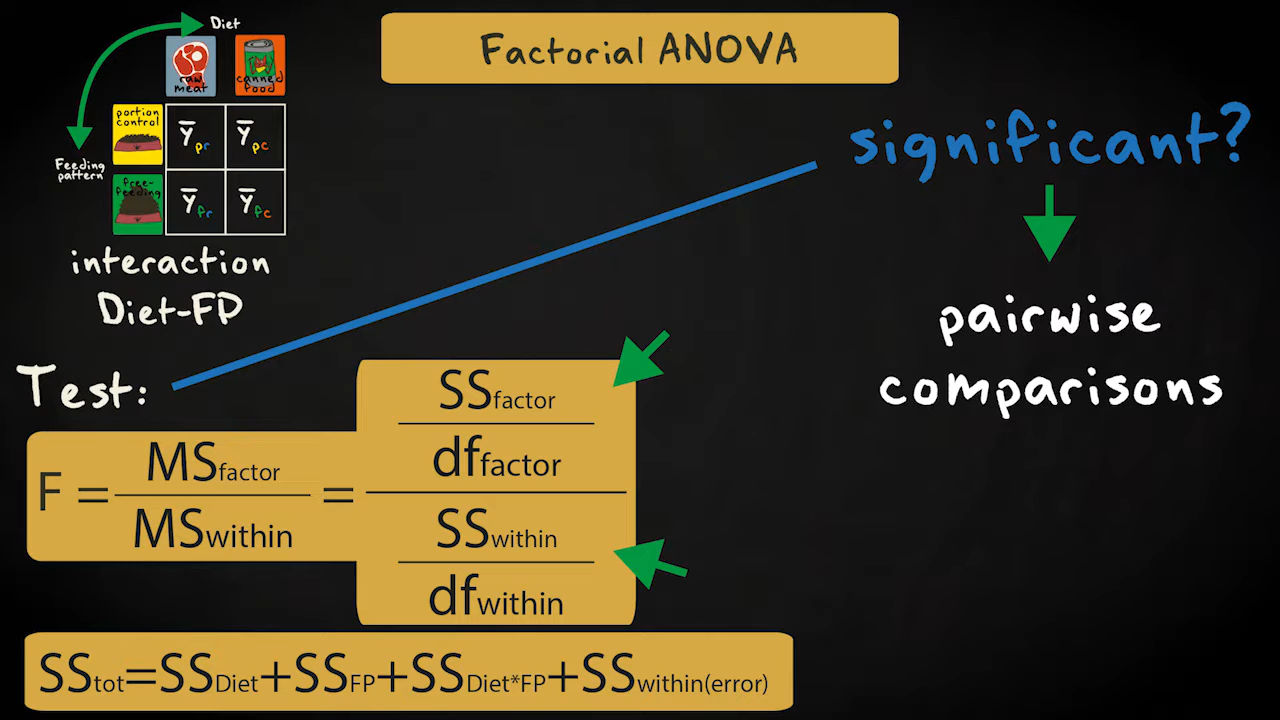 Factorial ANOVA
Diet
raw meat
canned food
portion control
ȳpr
ȳpc
Feeding pattern
free-feeding
ȳfr
ȳfc
interaction
Diet-FP
significant?
pairwise
comparisons
Test:
F = MSfactor / MSwithin = SSfactor / dffactor / SSwithin / dfwithin
SStot=SSDiet+SSFP+SSDiet*FP+SSwithin(error)